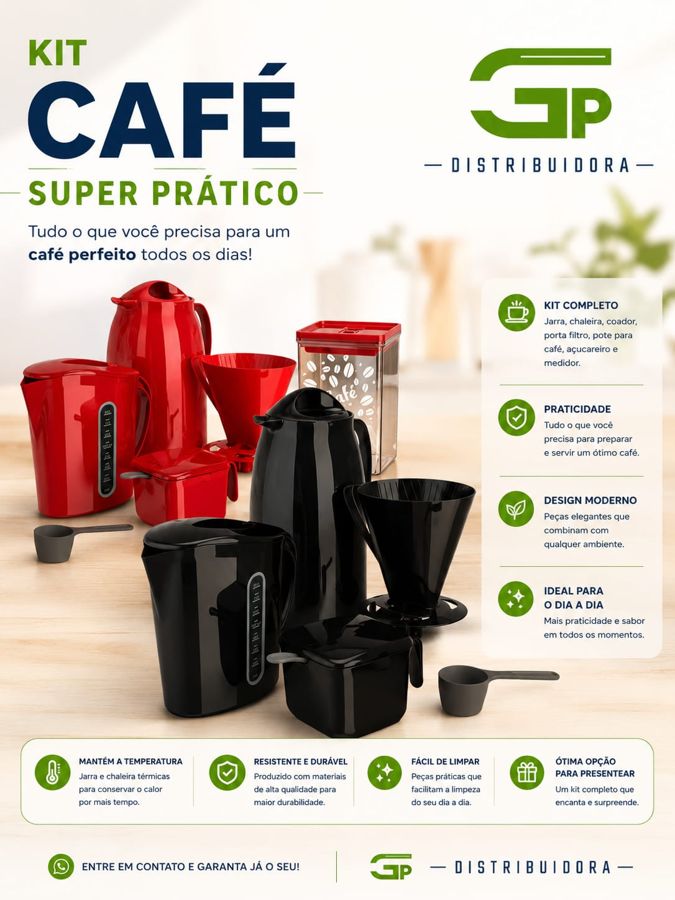 KIT
CAFÉ
SUPER PRÁTICO
Tudo o que você precisa para um
café perfeito todos os dias!
GP
DISTRIBUIDORA
KIT COMPLETO
Jarra, chaleira, coador,
porta filtro, pote para
café, açucareiro e
medidor.
PRATICIDADE
Tudo o que você
precisa para preparar
e servir um ótimo café.
DESIGN MODERNO
Peças elegantes que
combinam com
qualquer ambiente.
IDEAL PARA
O DIA A DIA
Mais praticidade e sabor
em todos os momentos.
café
MANTÉM A TEMPERATURA
Jarra e chaleira térmicas
para conservar o calor
por mais tempo.
RESISTENTE E DURÁVEL
Produzido com materiais
de alta qualidade para
maior durabilidade.
FÁCIL DE LIMPAR
Peças práticas que
facilitam a limpeza
do seu dia a dia.
ÓTIMA OPÇÃO
PARA PRESENTEAR
Um kit completo que
encanta e surpreende.
ENTRE EM CONTATO E GARANTA JÁ O SEU!
GP
DISTRIBUIDORA